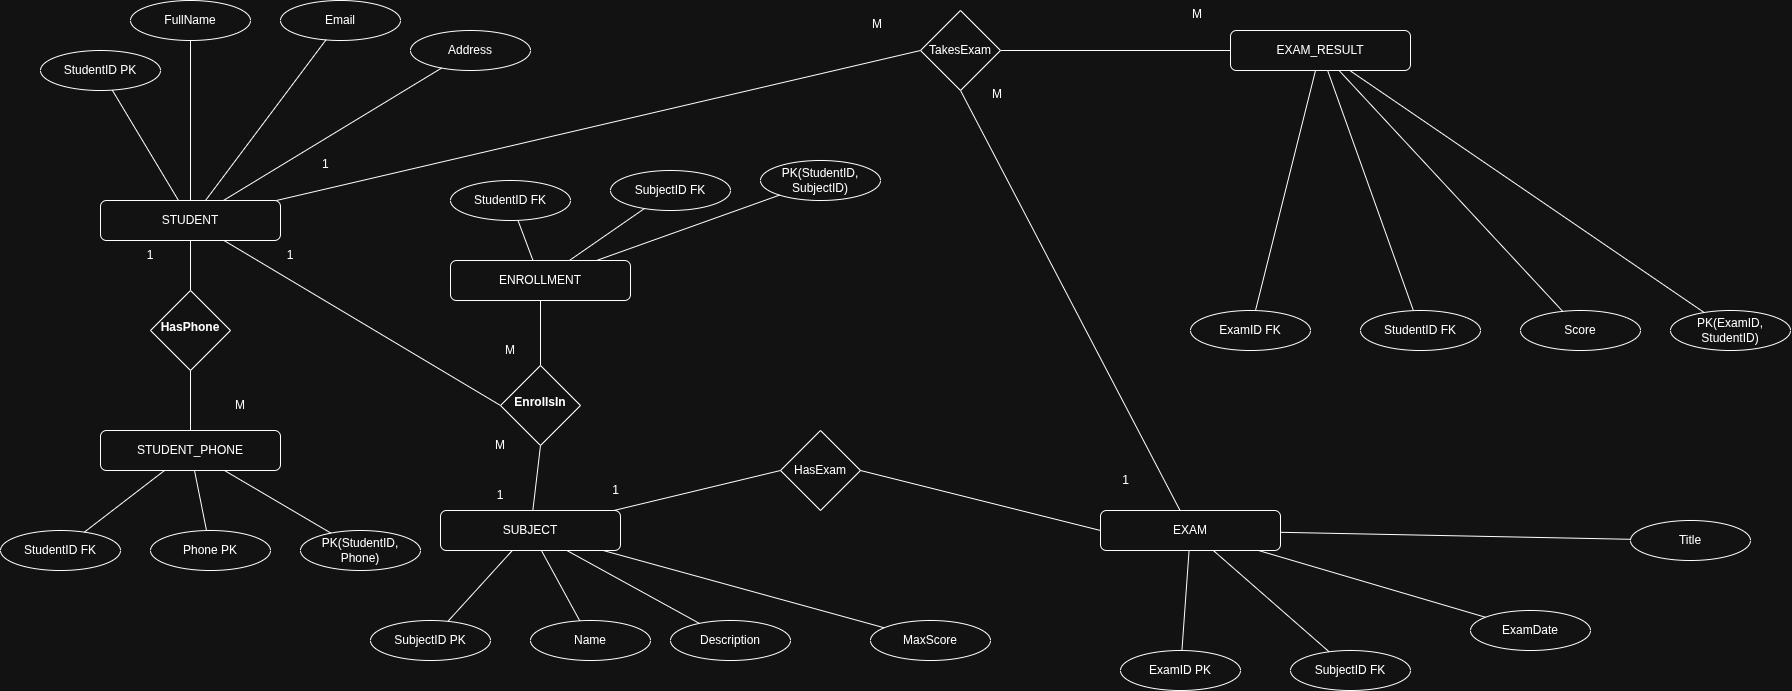 FullName
Email
Address
StudentID PK
M
TakesExam
M
EXAM_RESULT
M
1
STUDENT
StudentID FK
SubjectID FK
PK(StudentID,
SubjectID)
1
1
ENROLLMENT
HasPhone
M
ExamID FK
StudentID FK
Score
PK(ExamID,
StudentID)
M
EnrollsIn
M
STUDENT_PHONE
HasExam
1
1
1
SUBJECT
EXAM
StudentID FK
Phone PK
PK(StudentID,
Phone)
Title
SubjectID PK
Name
Description
MaxScore
ExamDate
ExamID PK
SubjectID FK